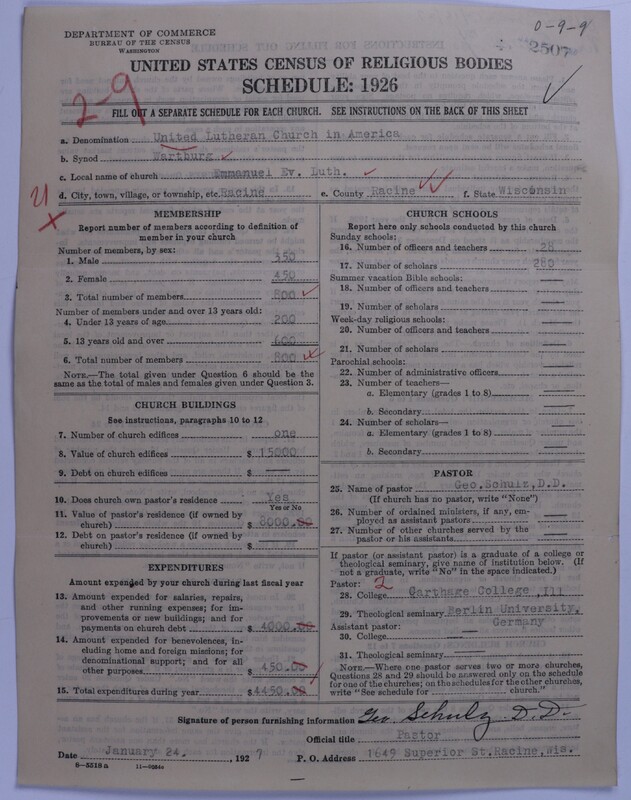 DEPARTMENT OF COMMERCE
BUREAU OF THE CENSUS
WASHINGTON
0-9-9
2507
UNITED STATES CENSUS OF RELIGIOUS BODIES
SCHEDULE: 1926
2-9
FILL OUT A SEPARATE SCHEDULE FOR EACH CHURCH. SEE INSTRUCTIONS ON THE BACK OF THIS SHEET
a. Denomination United Lutheran Church in America
b. Synod Wartburg
c. Local name of church Emmanuel Ev. Luth.
d. City, town, village, or township, etc. Racine e. County Racine f. State Wisconsin
MEMBERSHIP
Report number of members according to definition of
member in your church
Number of members, by sex:
1. Male 350
2. Female 450
3. Total number of members 800
Number of members under and over 13 years old:
4. Under 13 years of age 200
5. 13 years old and over 600
6. Total number of members 800
NOTE.—The total given under Question 6 should be the
same as the total of males and females given under Question 3.
CHURCH BUILDINGS
See instructions, paragraphs 10 to 12
7. Number of church edifices one
8. Value of church edifices $ 15000
9. Debt on church edifices $
10. Does church own pastor's residence Yes
Yes or No
11. Value of pastor's residence (if owned by
church) $ 8000.00
12. Debt on pastor's residence (if owned by
church) $
EXPENDITURES
Amount expended by your church during last fiscal year
13. Amount expended for salaries, repairs,
and other running expenses; for im-
provements or new buildings; and for
payments on church debt $ 4000.00
14. Amount expended for benevolences, in-
cluding home and foreign missions; for
denominational support; and for all
other purposes $ 450.00
15. Total expenditures during year $4450.00
CHURCH SCHOOLS
Report here only schools conducted by this church
Sunday schools:
16. Number of officers and teachers 28
17. Number of scholars 280
Summer vacation Bible schools:
18. Number of officers and teachers
19. Number of scholars
Week-day religious schools:
20. Number of officers and teachers
21. Number of scholars
Parochial schools:
22. Number of administrative officers
23. Number of teachers—
a. Elementary (grades 1 to 8)
b. Secondary
24. Number of scholars—
a. Elementary (grades 1 to 8)
b. Secondary
PASTOR
25. Name of pastor Geo. Schulz, D.D.
(If church has no pastor, write "None")
26. Number of ordained ministers, if any, em-
ployed as assistant pastors
27. Number of other churches served by the
pastor or his assistants
If pastor (or assistant pastor) is a graduate of a college or
theological seminary, give name of institution below. (If
not a graduate, write "No" in the space indicated.)
Pastor: 2
28. College Carthage College, Ill
29. Theological seminary Berlin University,
Germany
Assistant pastor:
30. College
31. Theological seminary
NOTE.—Where one pastor serves two or more churches,
Questions 28 and 29 should be answered only on the schedule
for one of the churches; on the schedules for the other churches,
write "See schedule for church."
Signature of person furnishing information Geo. Schulz D.D.
Official title Pastor
Date January 24, 1927 P. O. Address 1649 Superior St. Racine, Wis.
8-5518 a